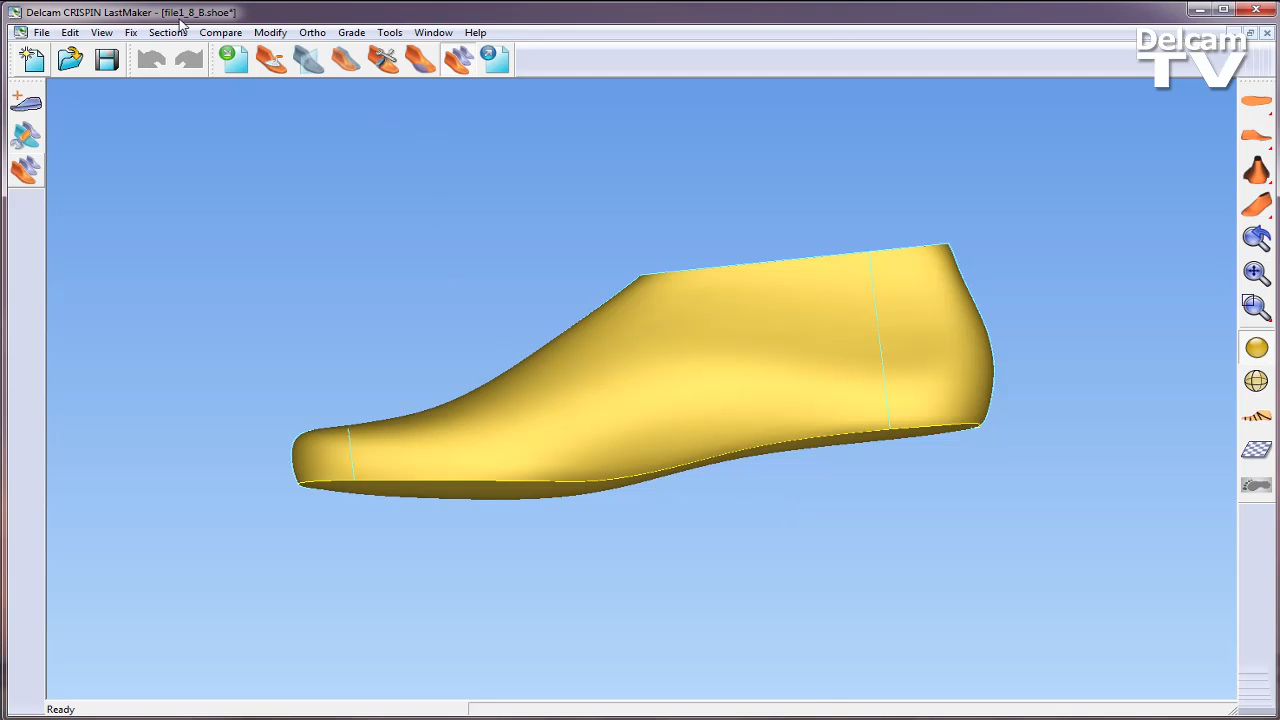 Delcam CRISPIN LastMaker - [file1_8_B.shoe*]
File Edit View Fix Sections Compare Modify Ortho Grade Tools Window Help
Delcam
TV
Ready